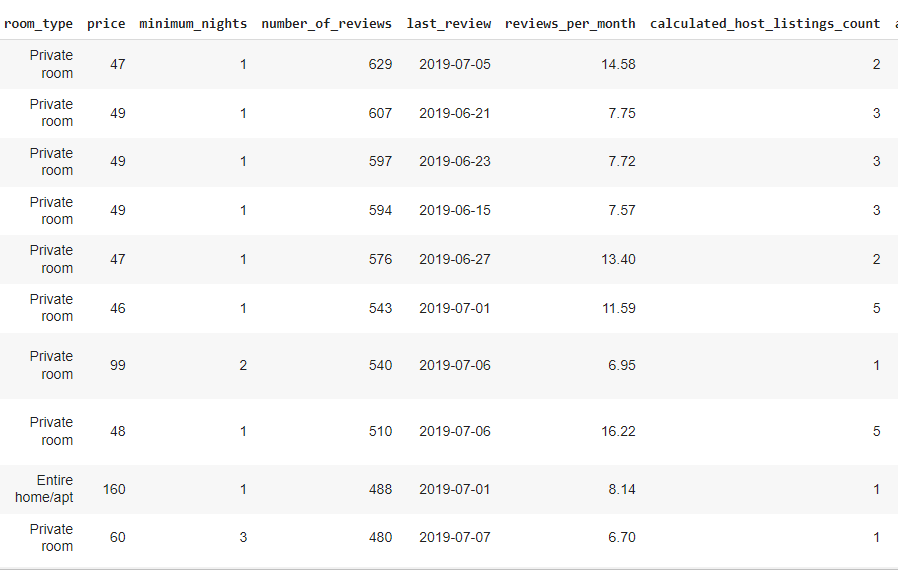 room_type price minimum_nights number_of_reviews last_review reviews_per_month calculated_host_listings_count
Private room 47 1 629 2019-07-05 14.58 2
Private room 49 1 607 2019-06-21 7.75 3
Private room 49 1 597 2019-06-23 7.72 3
Private room 49 1 594 2019-06-15 7.57 3
Private room 47 1 576 2019-06-27 13.40 2
Private room 46 1 543 2019-07-01 11.59 5
Private room 99 2 540 2019-07-06 6.95 1
Private room 48 1 510 2019-07-06 16.22 5
Entire home/apt 160 1 488 2019-07-01 8.14 1
Private room 60 3 480 2019-07-07 6.70 1